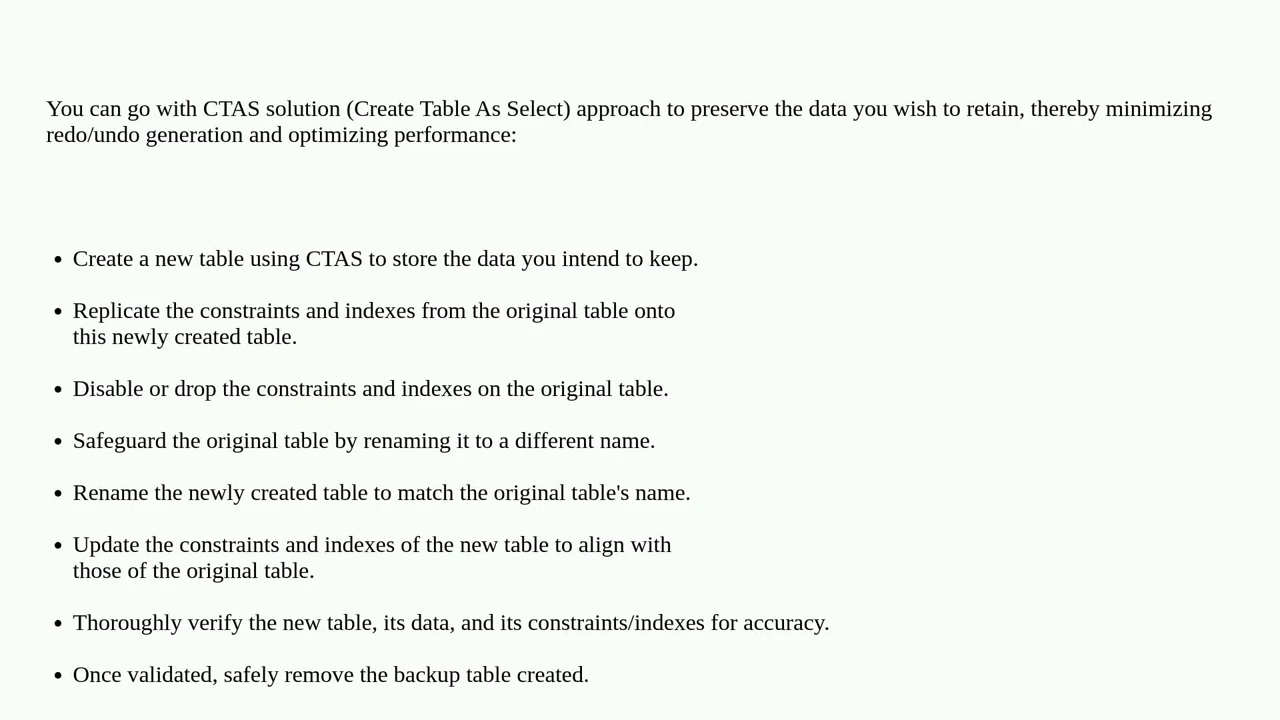 You can go with CTAS solution (Create Table As Select) approach to preserve the data you wish to retain, thereby minimizing
redo/undo generation and optimizing performance:
• Create a new table using CTAS to store the data you intend to keep.
• Replicate the constraints and indexes from the original table onto
this newly created table.
• Disable or drop the constraints and indexes on the original table.
• Safeguard the original table by renaming it to a different name.
• Rename the newly created table to match the original table's name.
• Update the constraints and indexes of the new table to align with
those of the original table.
• Thoroughly verify the new table, its data, and its constraints/indexes for accuracy.
• Once validated, safely remove the backup table created.